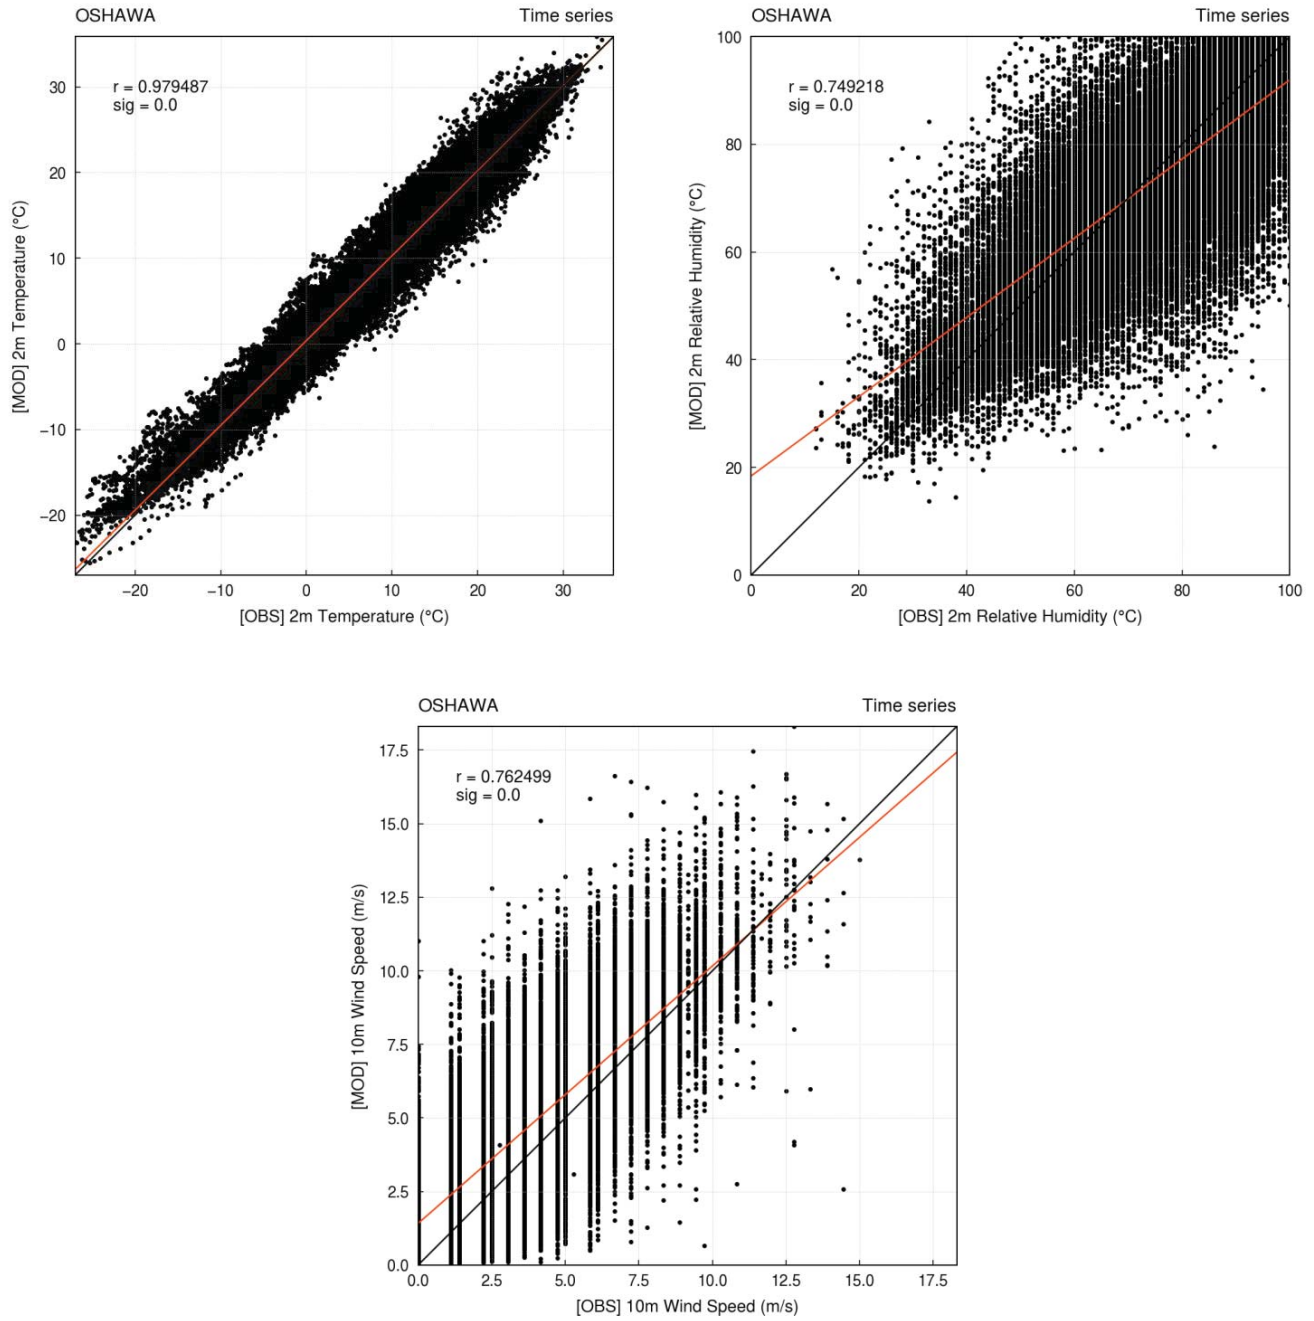 OSHAWA Time series
r = 0.979487
sig = 0.0
[MOD] 2m Temperature (°C)
30
20
10
0
−10
−20
−20 −10 0 10 20 30
[OBS] 2m Temperature (°C)
OSHAWA Time series
r = 0.749218
sig = 0.0
[MOD] 2m Relative Humidity (°C)
100
80
60
40
20
0
0 20 40 60 80 100
[OBS] 2m Relative Humidity (°C)
OSHAWA Time series
r = 0.762499
sig = 0.0
[MOD] 10m Wind Speed (m/s)
17.5
15.0
12.5
10.0
7.5
5.0
2.5
0.0
0.0 2.5 5.0 7.5 10.0 12.5 15.0 17.5
[OBS] 10m Wind Speed (m/s)